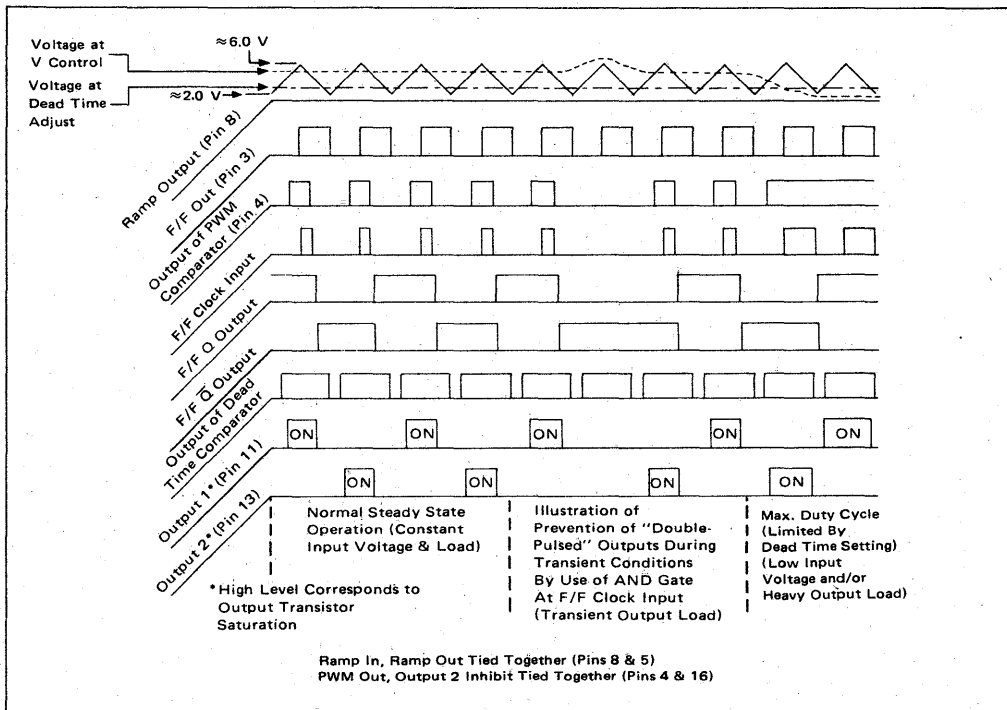 Voltage at
V Control
≈6.0 V
Voltage at
Dead Time
Adjust
≈2.0 V
Ramp Output (Pin 8)
F/F Out (Pin 3)
Output of PWM
Comparator (Pin 4)
F/F Clock Input
F/F Q Output
F/F Q̅ Output
Output of Dead
Time Comparator
Output 1* (Pin 11)
ON
ON
ON
ON
ON
Output 2* (Pin 13)
ON
ON
ON
ON
Normal Steady State
Operation (Constant
Input Voltage & Load)
Illustration of
Prevention of "Double-
Pulsed" Outputs During
Transient Conditions
By Use of AND Gate
At F/F Clock Input
(Transient Output Load)
Max. Duty Cycle
(Limited By
Dead Time Setting)
(Low Input
Voltage and/or
Heavy Output Load)
*High Level Corresponds to
Output Transistor
Saturation
Ramp In, Ramp Out Tied Together (Pins 8 & 5)
PWM Out, Output 2 Inhibit Tied Together (Pins 4 & 16)